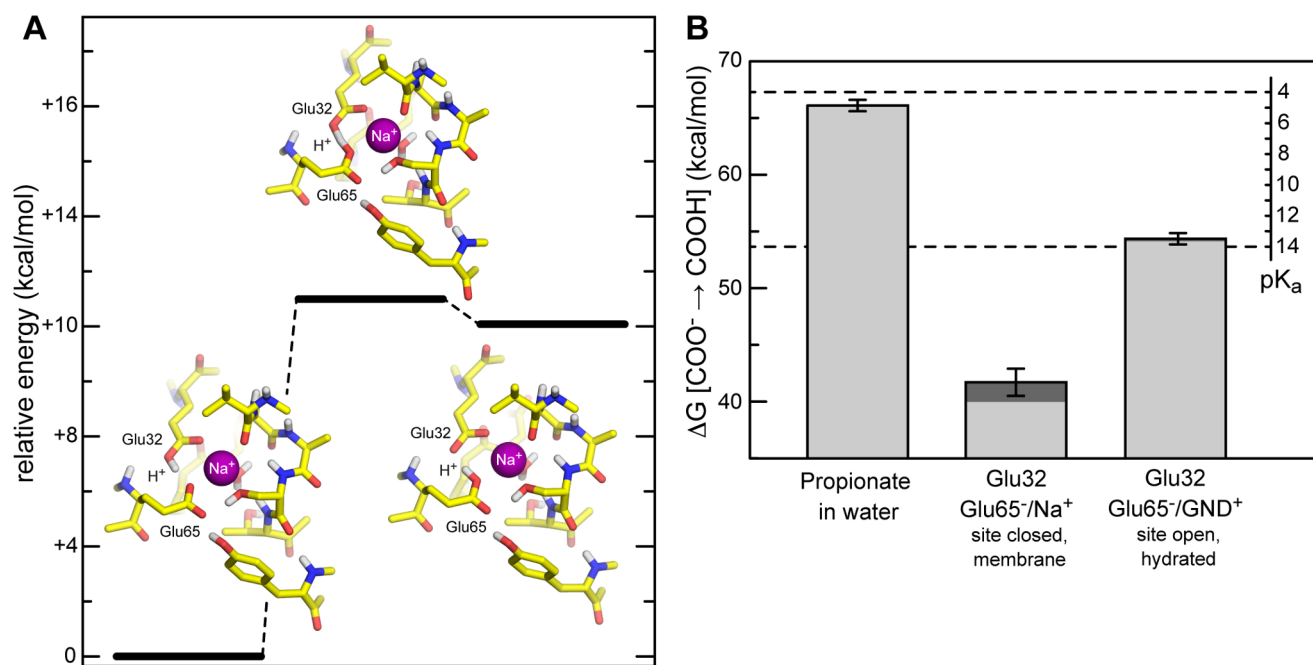 A
relative energy (kcal/mol)
+16
+14
+10
+8
+4
0
Glu32
H⁺
Na⁺
Glu65
Glu32
H⁺
Na⁺
Glu65
Glu32
H⁺
Na⁺
Glu65
B
ΔG [COO⁻ → COOH] (kcal/mol)
70
60
50
40
4
6
8
10
12
14
pKₐ
Propionate
in water
Glu32
Glu65⁻/Na⁺
site closed,
membrane
Glu32
Glu65⁻/GND⁺
site open,
hydrated